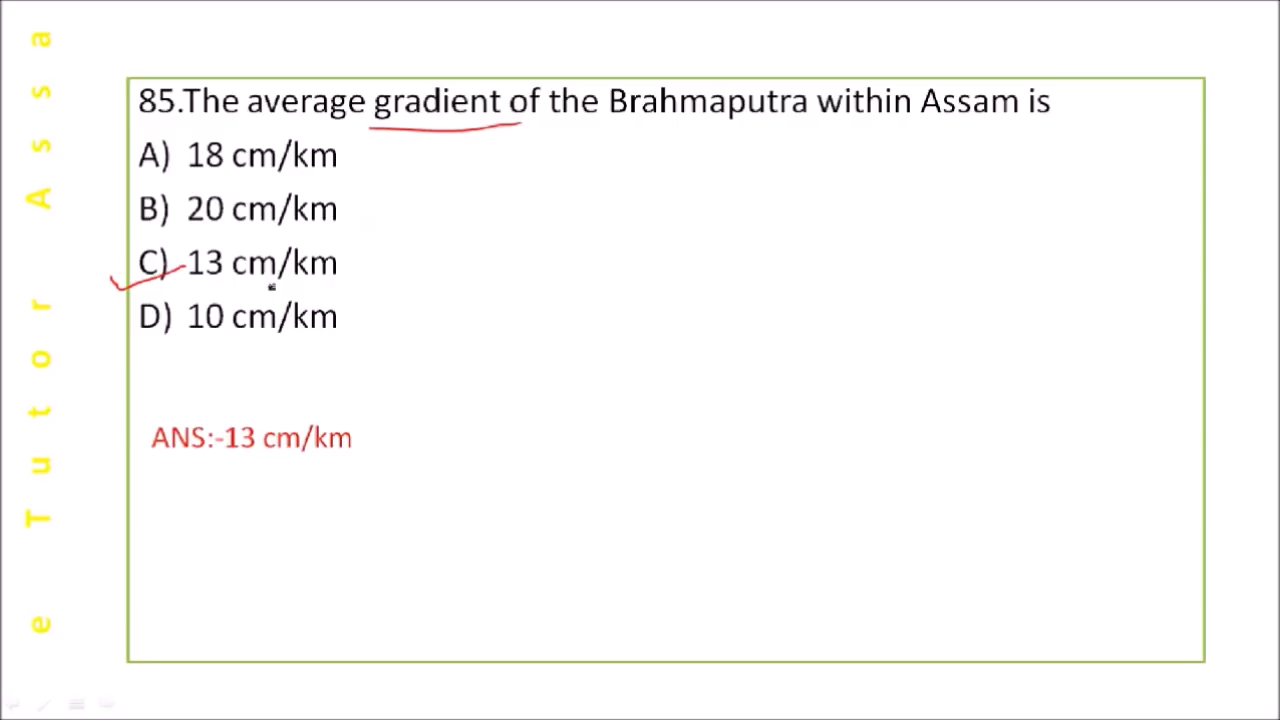 e Tutor Assa
85.The average gradient of the Brahmaputra within Assam is
A) 18 cm/km
B) 20 cm/km
C) 13 cm/km
D) 10 cm/km
ANS:-13 cm/km